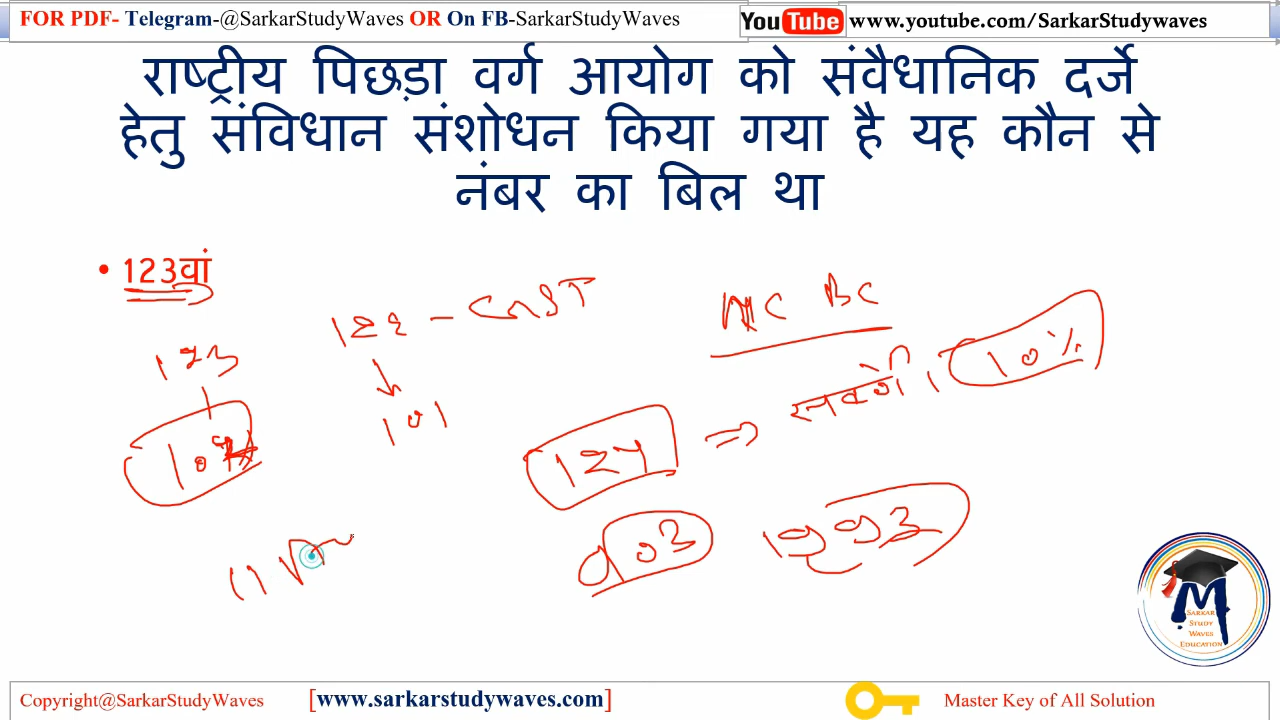 FOR PDF- Telegram-@SarkarStudyWaves OR On FB-SarkarStudyWaves
YouTube www.youtube.com/SarkarStudywaves
राष्ट्रीय पिछड़ा वर्ग आयोग को संवैधानिक दर्जे
हेतु संविधान संशोधन किया गया है यह कौन से
नंबर का बिल था
• 123वां
122 - GST
NC BC
123
101
10%
124 ⇒ सवर्ण
103 1993
SARKAR
STUDY
WAVES
EDUCATION
Copyright@SarkarStudyWaves
[www.sarkarstudywaves.com]
Master Key of All Solution